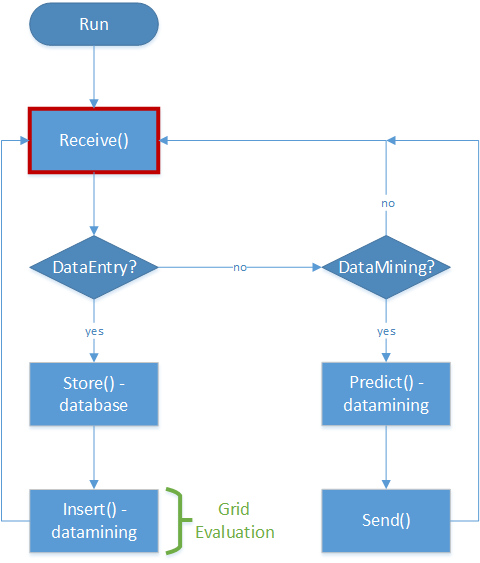 Run
Receive()
no
DataEntry?
no
DataMining?
yes
yes
Store() -
database
Predict() -
datamining
Insert() -
datamining
Grid
Evaluation
Send()